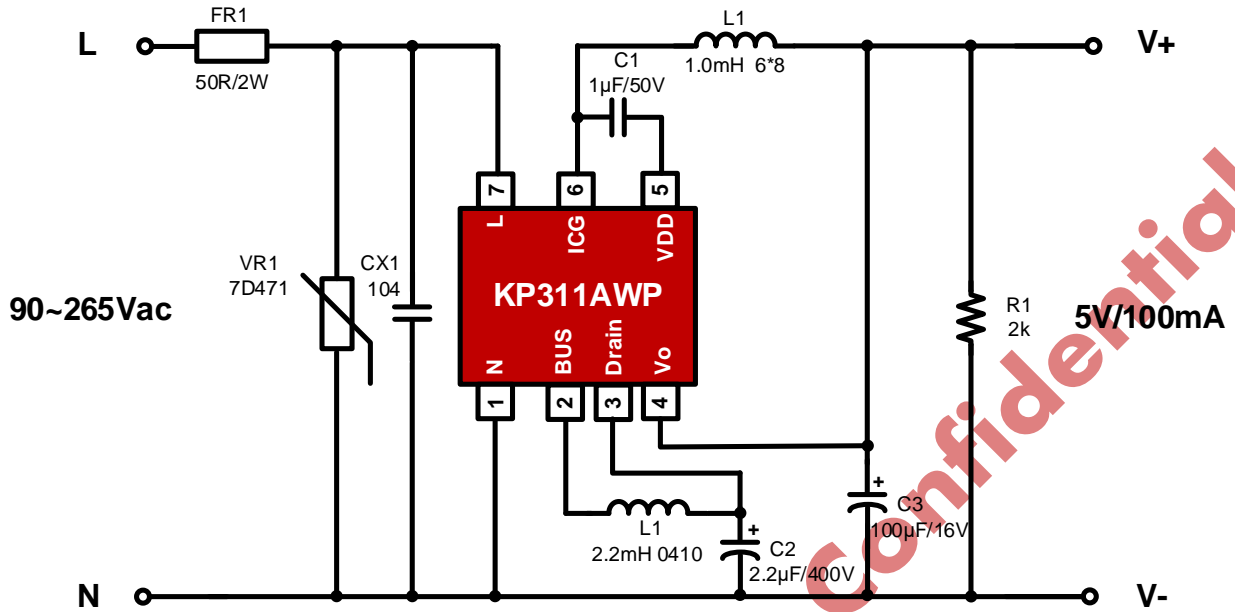 FR1
L
50R/2W
L1
1.0mH 6*8
V+
C1
1μF/50V
7
6
5
L
ICG
VDD
VR1
7D471
CX1
104
90~265Vac
KP311AWP
R1
2k
5V/100mA
N
BUS
Drain
Vo
1
2
3
4
L1
2.2mH 0410
+
C2
2.2μF/400V
+
C3
100μF/16V
N
V-
Confidential